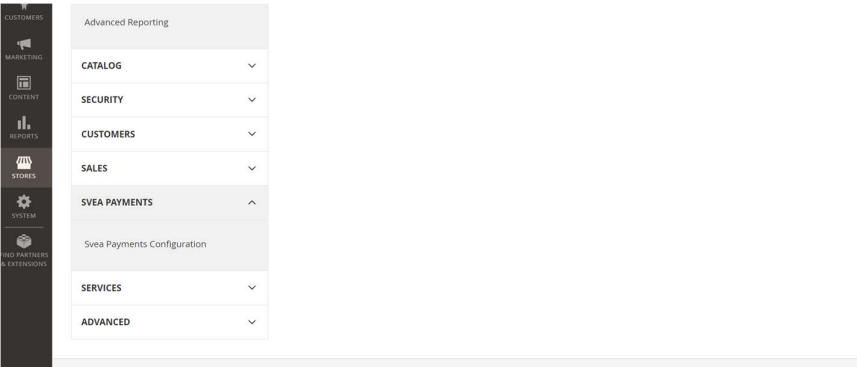 CUSTOMERS
MARKETING
CONTENT
REPORTS
STORES
SYSTEM
FIND PARTNERS
& EXTENSIONS
Advanced Reporting
CATALOG
SECURITY
CUSTOMERS
SALES
SVEA PAYMENTS
Svea Payments Configuration
SERVICES
ADVANCED